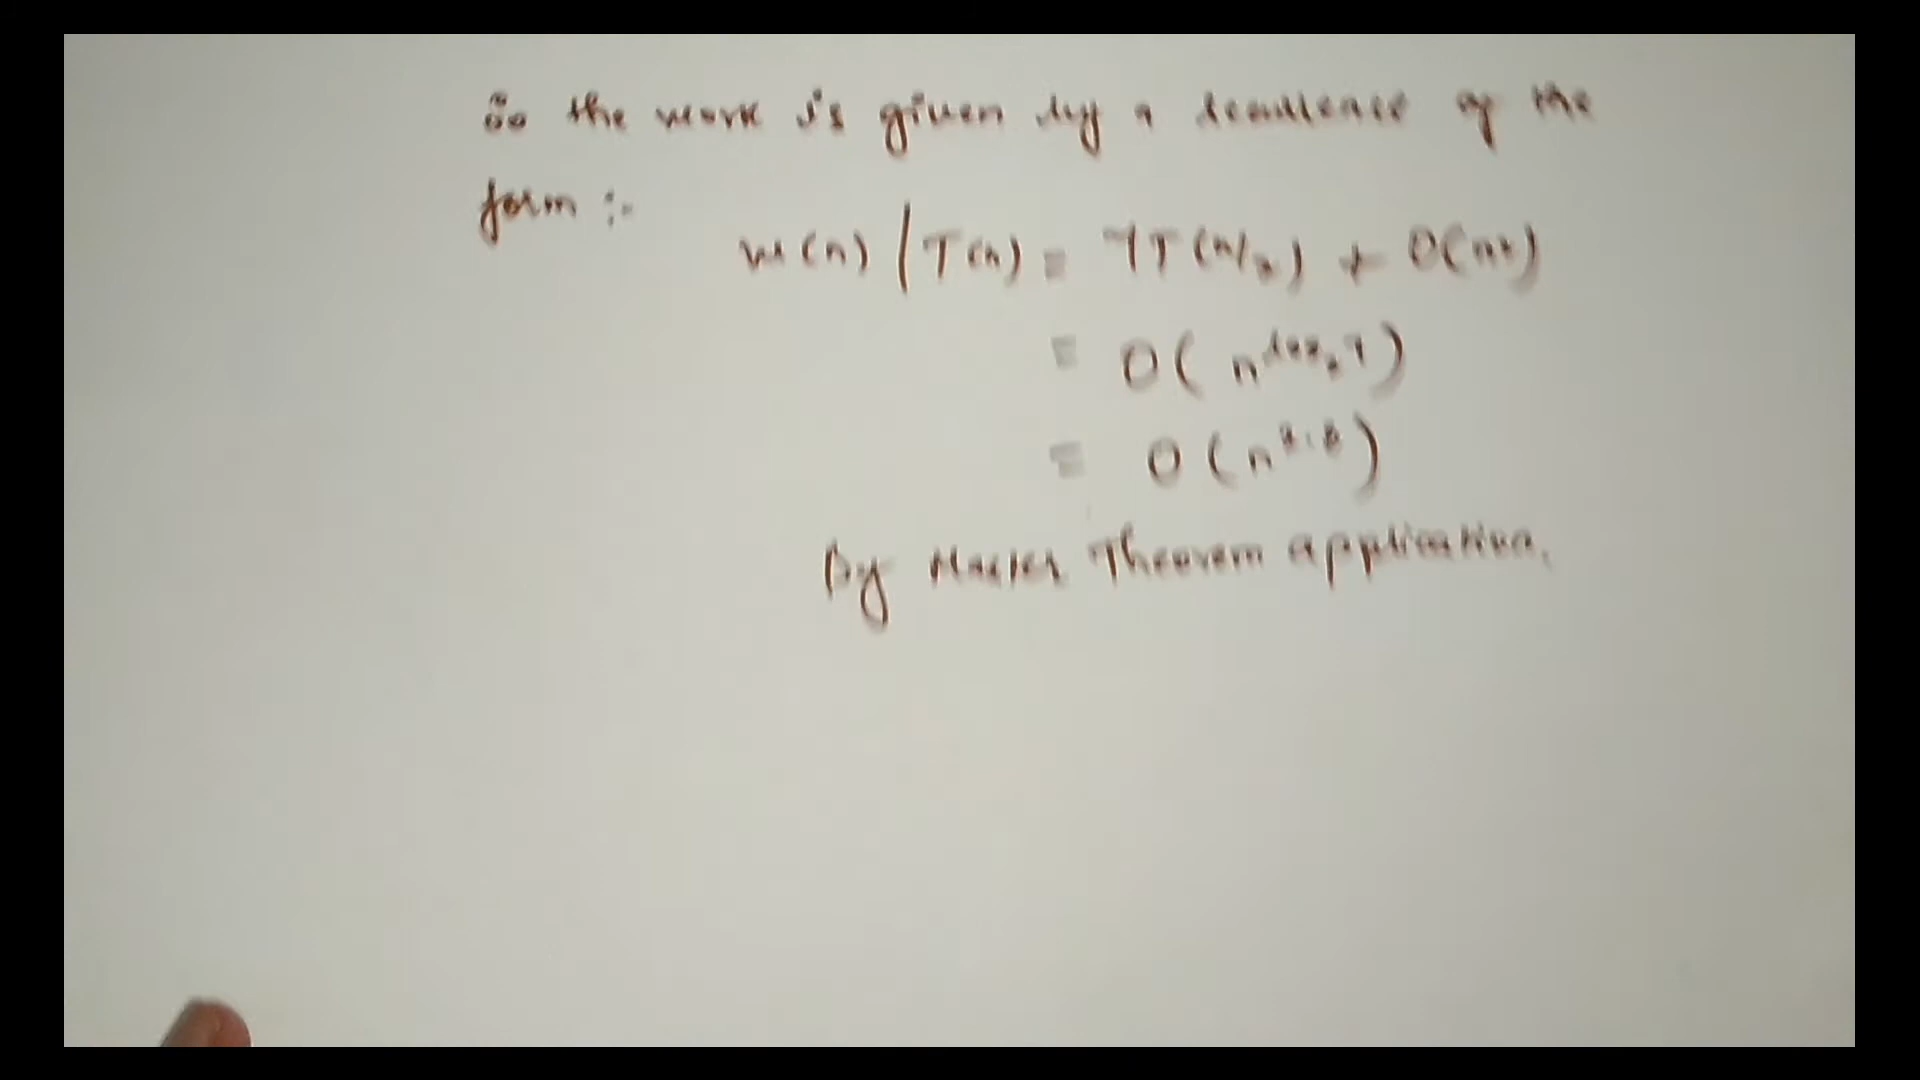 So the work is given by a of the
form :-
W(n) / T(n) = 7T(n/2) + O(n²)
= O(n^log₂7)
= O(n^2.8)
By Master Theorem application.